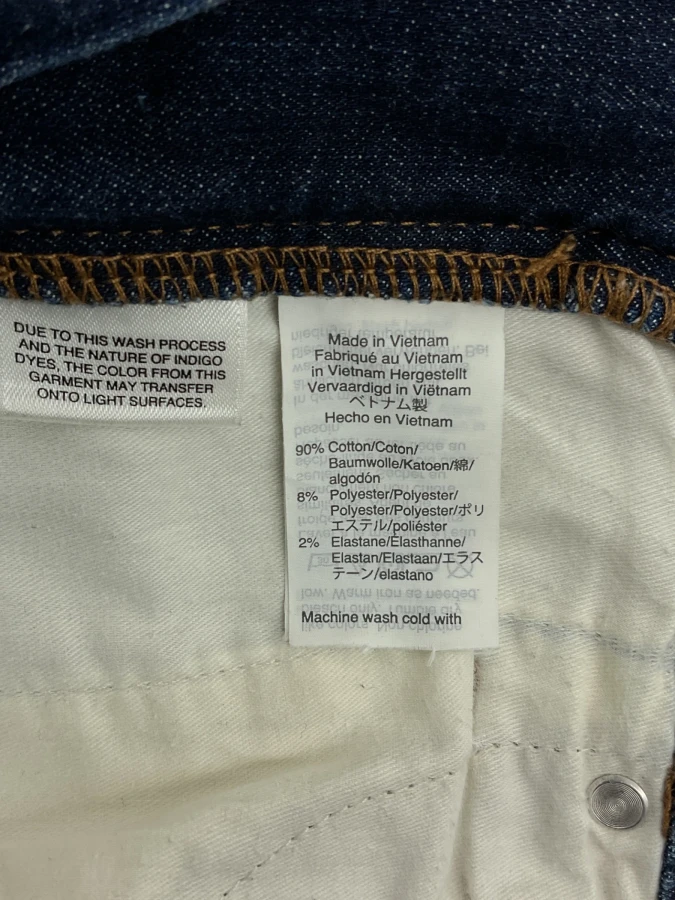 DUE TO THIS WASH PROCESS
AND THE NATURE OF INDIGO
DYES, THE COLOR FROM THIS
GARMENT MAY TRANSFER
ONTO LIGHT SURFACES.
Made in Vietnam
Fabriqué au Vietnam
in Vietnam Hergestellt
Vervaardigd in Viëtnam
ベトナム製
Hecho en Vietnam
90% Cotton/Coton/
Baumwolle/Katoen/綿/
algodón
8% Polyester/Polyester/
Polyester/Polyester/ポリ
エステル/poliéster
2% Elastane/Élasthanne/
Elastan/Elastaan/エラス
テーン/elastano
Machine wash cold with